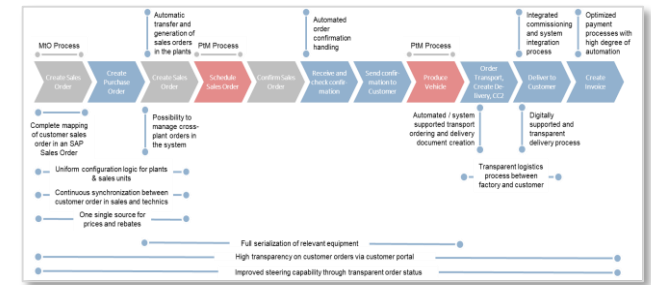 Automatic
transfer and
generation of
sales orders
in the plants
Automated
order
confirmation
handling
Integrated
commissioning
and system
integration
process
Optimized
payment
processes with
high degree of
automation
MtO Process
PtM Process
PtM Process
Create Sales
Order
Create
Purchase
Order
Create Sales
Order
Schedule
Sales Order
Confirm Sales
Order
Receive and
check confi-
mation
Send confir-
mation to
Customer
Produce
Vehicle
Order
Transport,
Create De-
livery, CC2
Deliver to
Customer
Create
Invoice
Complete mapping
of customer sales
order in an SAP
Sales Order
Possibility to
manage cross-
plant orders in
the system
Automated / system
supported transport
ordering and delivery
document creation
Digitally
supported and
transparent
delivery process
Uniform configuration logic for plants
& sales units
Transparent logistics
process between
factory and customer
Continuous synchronization between
customer order in sales and technics
One single source for
prices and rebates
Full serialization of relevant equipment
High transparency on customer orders via customer portal
Improved steering capability through transparent order status